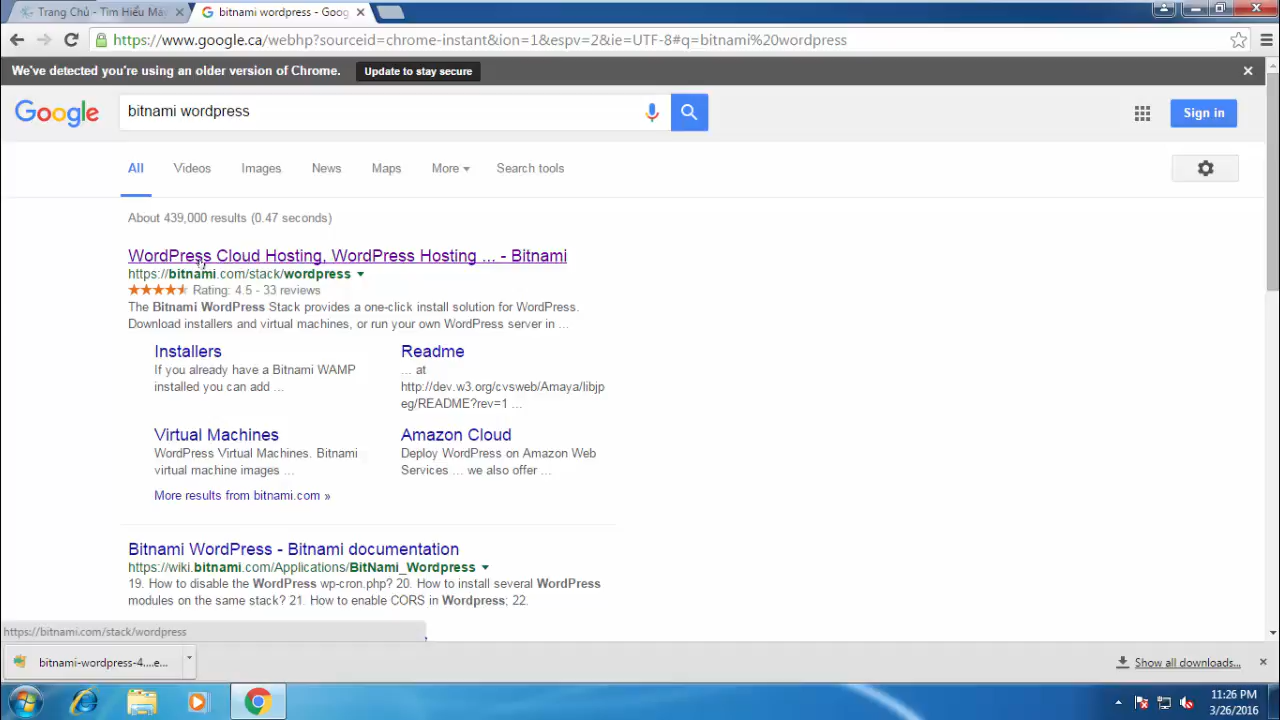 Trang Chủ - Tìm Hiểu Máy
bitnami wordpress - Goog
https://www.google.ca/webhp?sourceid=chrome-instant&ion=1&espv=2&ie=UTF-8#q=bitnami%20wordpress
We've detected you're using an older version of Chrome. Update to stay secure
Google
bitnami wordpress
Sign in
All Videos Images News Maps More Search tools
About 439,000 results (0.47 seconds)
WordPress Cloud Hosting, WordPress Hosting ... - Bitnami
https://bitnami.com/stack/wordpress
Rating: 4.5 - 33 reviews
The Bitnami WordPress Stack provides a one-click install solution for WordPress.
Download installers and virtual machines, or run your own WordPress server in ...
Installers
If you already have a Bitnami WAMP
installed you can add ...
Readme
... at
http://dev.w3.org/cvsweb/Amaya/libjp
eg/README?rev=1 ...
Virtual Machines
WordPress Virtual Machines. Bitnami
virtual machine images ...
Amazon Cloud
Deploy WordPress on Amazon Web
Services ... we also offer ...
More results from bitnami.com »
Bitnami WordPress - Bitnami documentation
https://wiki.bitnami.com/Applications/BitNami_Wordpress
19. How to disable the WordPress wp-cron.php? 20. How to install several WordPress
modules on the same stack? 21. How to enable CORS in Wordpress; 22.
https://bitnami.com/stack/wordpress
bitnami-wordpress-4....e...
Show all downloads...
11:26 PM
3/26/2016